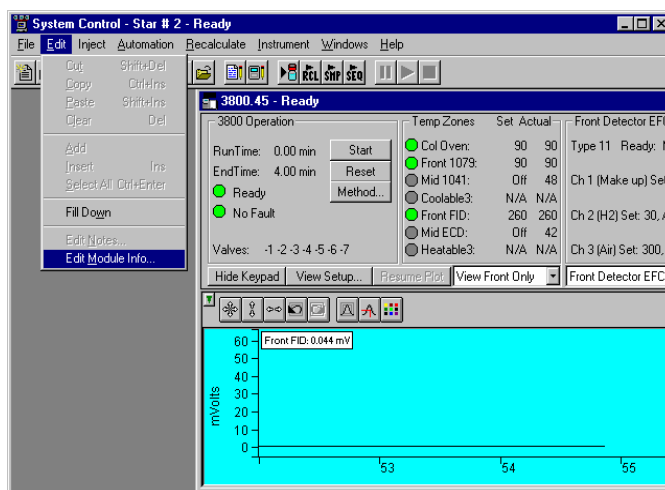 System Control - Star # 2 - Ready
File Edit Inject Automation Recalculate Instrument Windows Help
Cut Shift+Del
Copy Ctrl+Ins
Paste Shift+Ins
Clear Del
Add
Insert Ins
Select All Ctrl+Enter
Fill Down
Edit Notes...
Edit Module Info...
RCL SMP SEQ
3800.45 - Ready
3800 Operation
RunTime: 0.00 min Start
EndTime: 4.00 min Reset
Ready Method...
No Fault
Valves: -1 -2 -3 -4 -5 -6 -7
Temp Zones Set Actual
Col Oven: 90 90
Front 1079: 90 90
Mid 1041: Off 48
Coolable3: N/A N/A
Front FID: 260 260
Mid ECD: Off 42
Heatable3: N/A N/A
Front Detector EFC
Type 11 Ready:
Ch 1 (Make up) Set
Ch 2 (H2) Set: 30,
Ch 3 (Air) Set: 300,
Hide Keypad View Setup... Resume Plot View Front Only Front Detector EFC
Front FID: 0.044 mV
mVolts
60
50
40
30
20
10
0
53 54 55